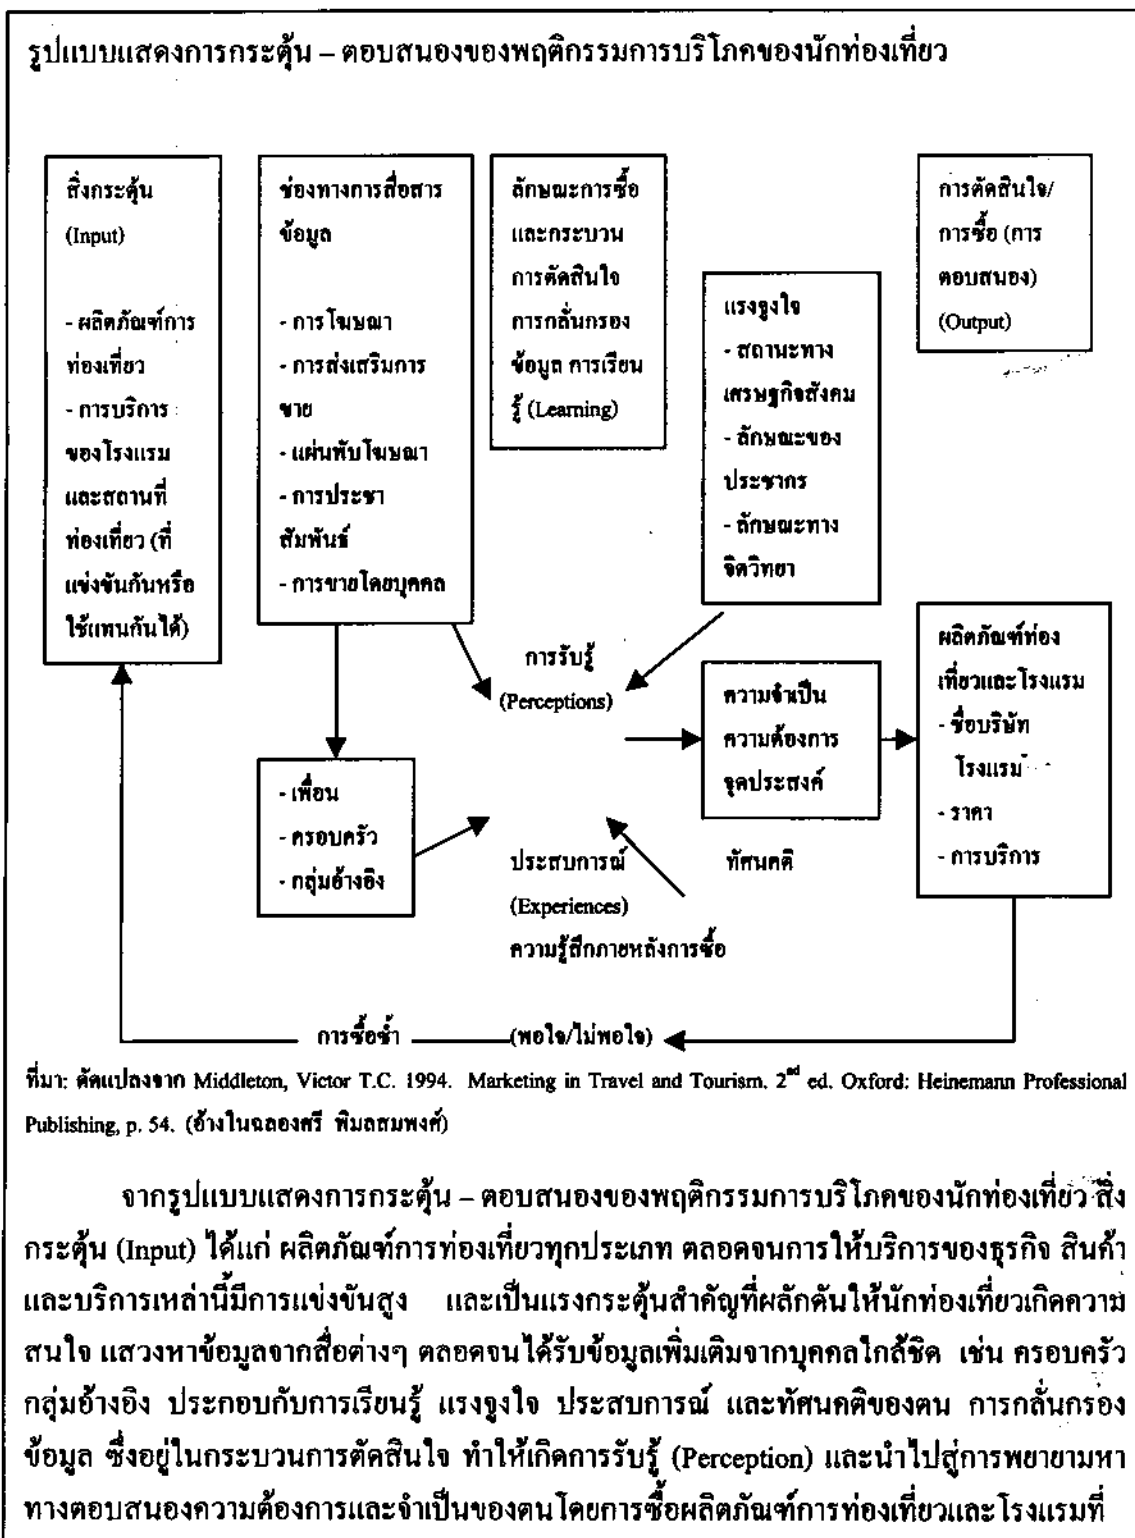 รูปแบบแสดงการกระตุ้น – ตอบสนองของพฤติกรรมการบริโภคของนักท่องเที่ยว
สิ่งกระตุ้น
(Input)
- ผลิตภัณฑ์การ
ท่องเที่ยว
- การบริการ
ของโรงแรม
และสถานที่
ท่องเที่ยว (ที่
แข่งขันกันหรือ
ใช้แทนกันได้)
ช่องทางการสื่อสาร
ข้อมูล
- การโฆษณา
- การส่งเสริมการ
ขาย
- แผ่นพับโฆษณา
- การประชา
สัมพันธ์
- การขายโดยบุคคล
ลักษณะการซื้อ
และกระบวน
การตัดสินใจ
การกลั่นกรอง
ข้อมูล การเรียน
รู้ (Learning)
แรงจูงใจ
- สถานะทาง
เศรษฐกิจสังคม
- ลักษณะของ
ประชากร
- ลักษณะทาง
จิตวิทยา
การตัดสินใจ/
การซื้อ (การ
ตอบสนอง)
(Output)
การรับรู้
(Perceptions)
ความจำเป็น
ความต้องการ
จุดประสงค์
ผลิตภัณฑ์ท่อง
เที่ยวและโรงแรม
- ชื่อบริษัท
โรงแรม
- ราคา
- การบริการ
- เพื่อน
- ครอบครัว
- กลุ่มอ้างอิง
ประสบการณ์
(Experiences)
ความรู้สึกภายหลังการซื้อ
ทัศนคติ
การซื้อซ้ำ
(พอใจ/ไม่พอใจ)
ที่มา: ดัดแปลงจาก Middleton, Victor T.C. 1994. Marketing in Travel and Tourism. 2nd ed. Oxford: Heinemann Professional
Publishing, p. 54. (อ้างในฉลองศรี พิมลสมพงศ์)
จากรูปแบบแสดงการกระตุ้น – ตอบสนองของพฤติกรรมการบริโภคของนักท่องเที่ยว สิ่ง
กระตุ้น (Input) ได้แก่ ผลิตภัณฑ์การท่องเที่ยวทุกประเภท ตลอดจนการให้บริการของธุรกิจ สินค้า
และบริการเหล่านี้มีการแข่งขันสูง และเป็นแรงกระตุ้นสำคัญที่ผลักดันให้นักท่องเที่ยวเกิดความ
สนใจ แสวงหาข้อมูลจากสื่อต่างๆ ตลอดจนได้รับข้อมูลเพิ่มเติมจากบุคคลใกล้ชิด เช่น ครอบครัว
กลุ่มอ้างอิง ประกอบกับการเรียนรู้ แรงจูงใจ ประสบการณ์ และทัศนคติของตน การกลั่นกรอง
ข้อมูล ซึ่งอยู่ในกระบวนการตัดสินใจ ทำให้เกิดการรับรู้ (Perception) และนำไปสู่การพยายามหา
ทางตอบสนองความต้องการและจำเป็นของตนโดยการซื้อผลิตภัณฑ์การท่องเที่ยวและโรงแรมที่